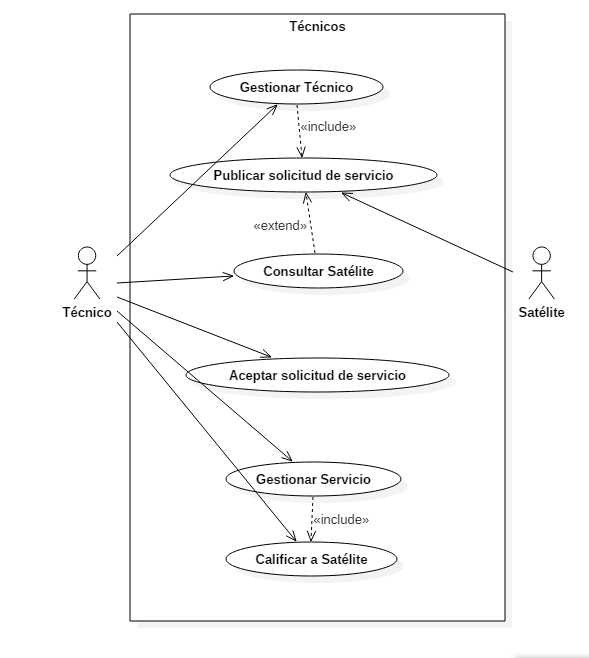 Técnicos
Gestionar Técnico
«include»
Publicar solicitud de servicio
«extend»
Consultar Satélite
Técnico
Satélite
Aceptar solicitud de servicio
Gestionar Servicio
«include»
Calificar a Satélite